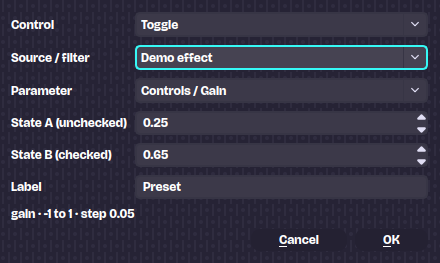 Control Toggle
Source / filter Demo effect
Parameter Controls / Gain
State A (unchecked) 0.25
State B (checked) 0.65
Label Preset
gain · -1 to 1 · step 0.05
Cancel OK